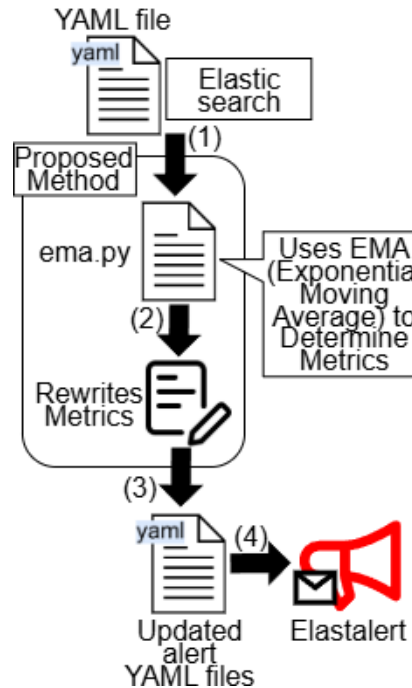 YAML file
yaml
Elastic
search
(1)
Proposed
Method
ema.py
Uses EMA
(Exponential
Moving
Average) to
Determine
Metrics
(2)
Rewrites
Metrics
(3)
yaml
(4)
Updated
alert
YAML files
Elastalert